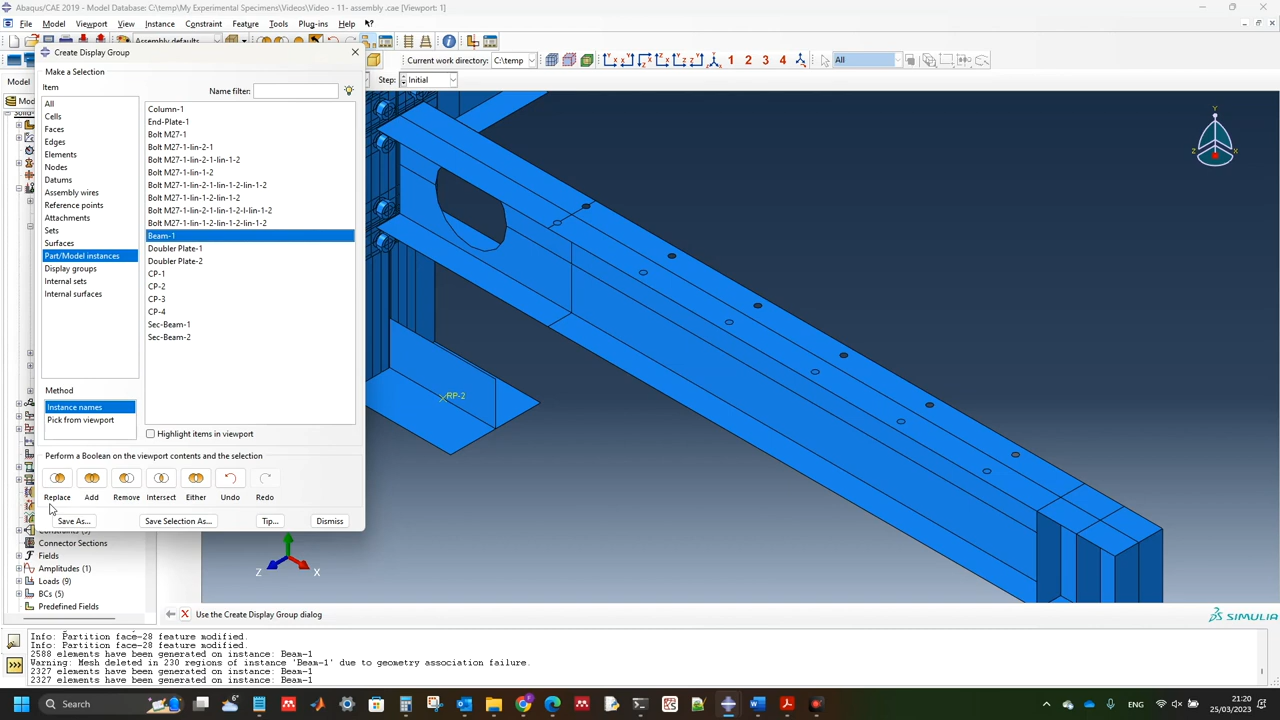 Abaqus/CAE 2019 - Model Database: C:\temp\My Experimental Specimens\Videos\Video - 11- assembly .cae [Viewport: 1]
File Model Viewport View Instance Constraint Feature Tools Plug-ins Help
Assembly defaults
Create Display Group
Current work directory: C:\temp
1 2 3 4
All
Make a Selection
Step: Initial
Model
Item
Name filter:
All
Cells
Faces
Edges
Elements
Nodes
Datums
Assembly wires
Reference points
Attachments
Sets
Surfaces
Part/Model instances
Display groups
Internal sets
Internal surfaces
Column-1
End-Plate-1
Bolt M27-1
Bolt M27-1-lin-2-1
Bolt M27-1-lin-2-1-lin-1-2
Bolt M27-1-lin-1-2
Bolt M27-1-lin-2-1-lin-1-2-lin-1-2
Bolt M27-1-lin-1-2-lin-1-2
Bolt M27-1-lin-2-1-lin-1-2-l-lin-1-2
Bolt M27-1-lin-1-2-lin-1-2-lin-1-2
Beam-1
Doubler Plate-1
Doubler Plate-2
CP-1
CP-2
CP-3
CP-4
Sec-Beam-1
Sec-Beam-2
Method
Instance names
Pick from viewport
Highlight items in viewport
Perform a Boolean on the viewport contents and the selection
Replace Add Remove Intersect Either Undo Redo
Save As... Save Selection As... Tip... Dismiss
Connector Sections
Fields
Amplitudes (1)
Loads (9)
BCs (5)
Predefined Fields
RP-2
Y
Z
Z X
Use the Create Display Group dialog
SIMULIA
Info: Partition face-28 feature modified.
Info: Partition face-28 feature modified.
2588 elements have been generated on instance: Beam-1
Warning: Mesh deleted in 230 regions of instance 'Beam-1' due to geometry association failure.
2327 elements have been generated on instance: Beam-1
2327 elements have been generated on instance: Beam-1
Search
6°
ENG
21:20
25/03/2023